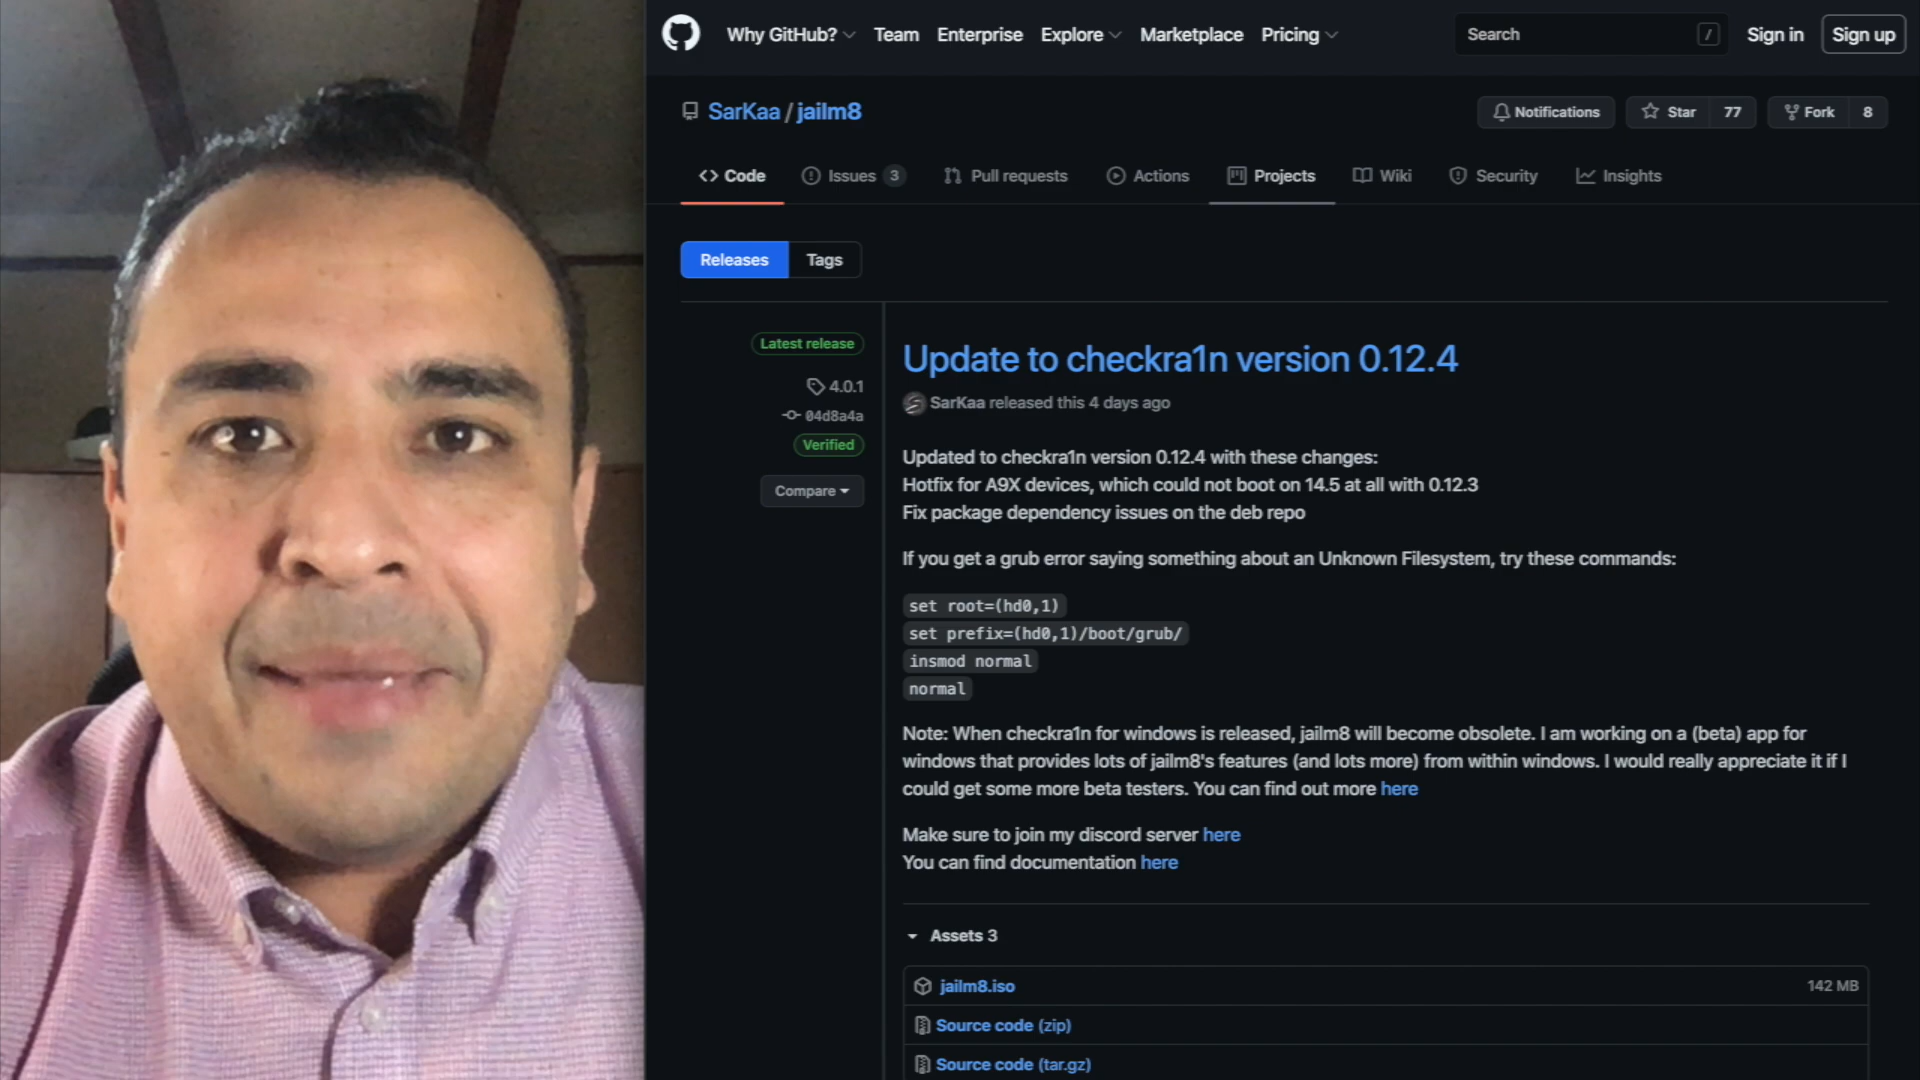 Why GitHub? Team Enterprise Explore Marketplace Pricing Search / Sign in Sign up
SarKaa / jailm8 Notifications Star 77 Fork 8
Code Issues 3 Pull requests Actions Projects Wiki Security Insights
Releases Tags
Latest release
4.0.1
04d8a4a
Verified
Compare
Update to checkra1n version 0.12.4
SarKaa released this 4 days ago
Updated to checkra1n version 0.12.4 with these changes:
Hotfix for A9X devices, which could not boot on 14.5 at all with 0.12.3
Fix package dependency issues on the deb repo
If you get a grub error saying something about an Unknown Filesystem, try these commands:
set root=(hd0,1)
set prefix=(hd0,1)/boot/grub/
insmod normal
normal
Note: When checkra1n for windows is released, jailm8 will become obsolete. I am working on a (beta) app for
windows that provides lots of jailm8's features (and lots more) from within windows. I would really appreciate it if I
could get some more beta testers. You can find out more here
Make sure to join my discord server here
You can find documentation here
Assets 3
jailm8.iso 142 MB
Source code (zip)
Source code (tar.gz)